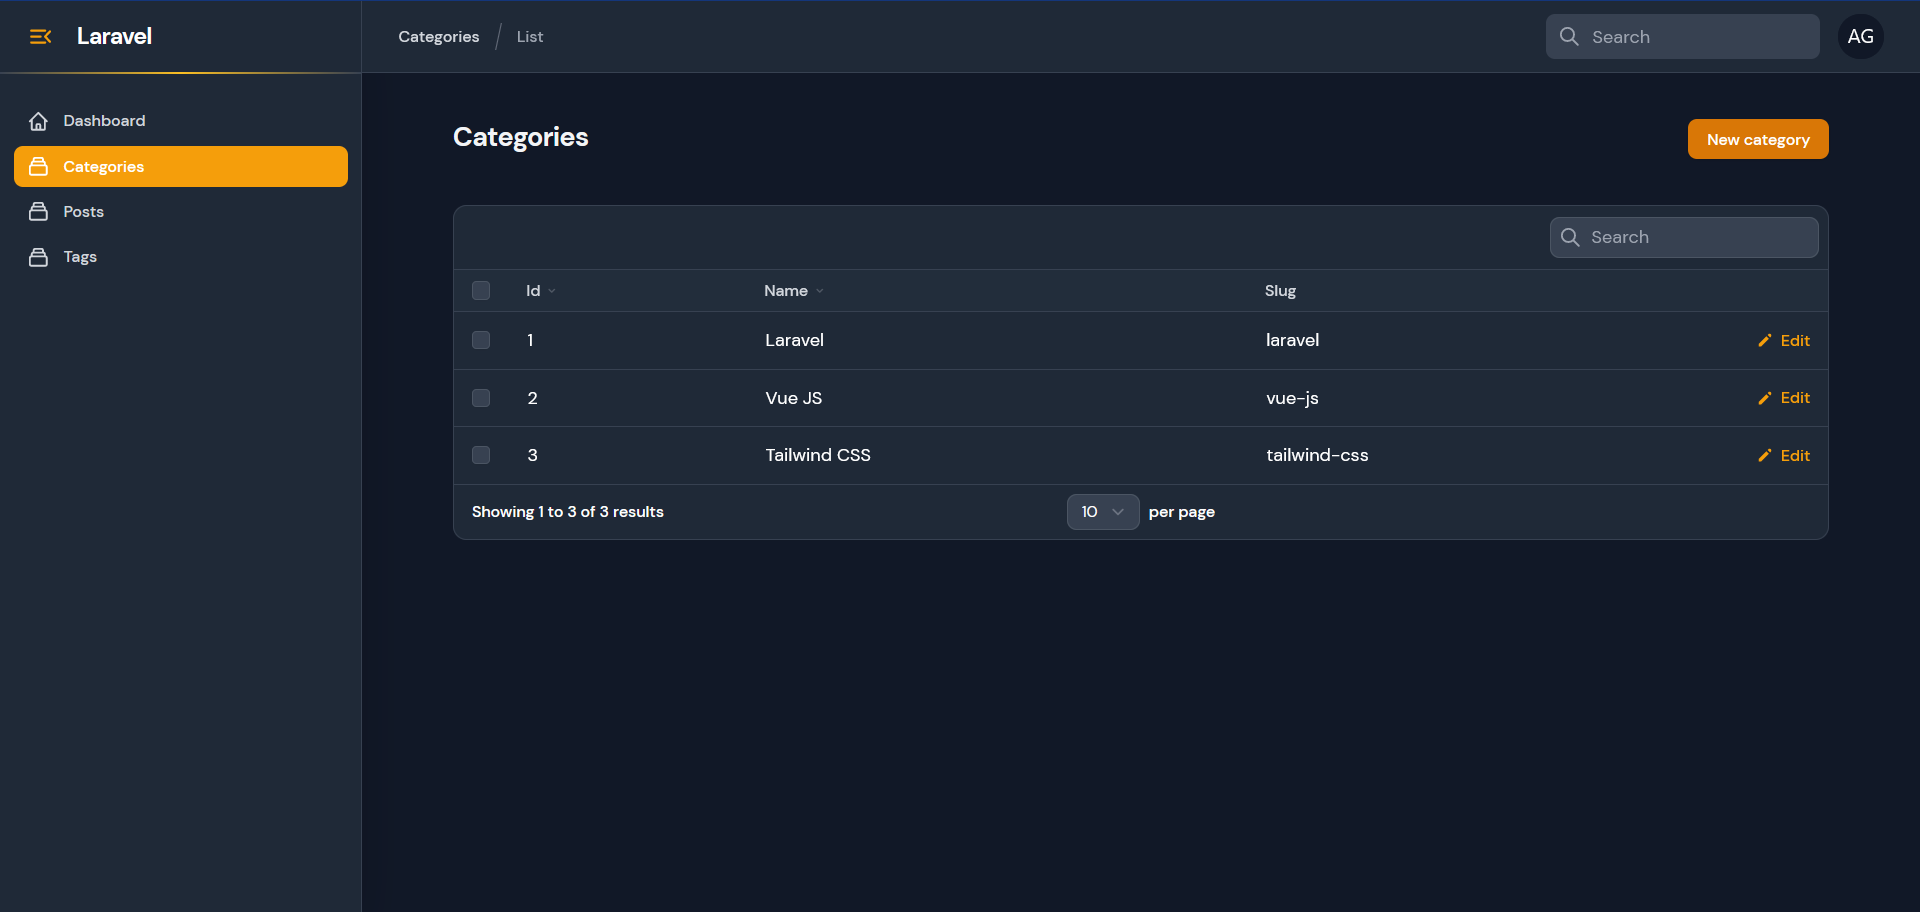 Laravel
Categories / List
Search
AG
Dashboard
Categories
Posts
Tags
Categories
New category
Search
Id Name Slug
1 Laravel laravel Edit
2 Vue JS vue-js Edit
3 Tailwind CSS tailwind-css Edit
Showing 1 to 3 of 3 results 10 per page